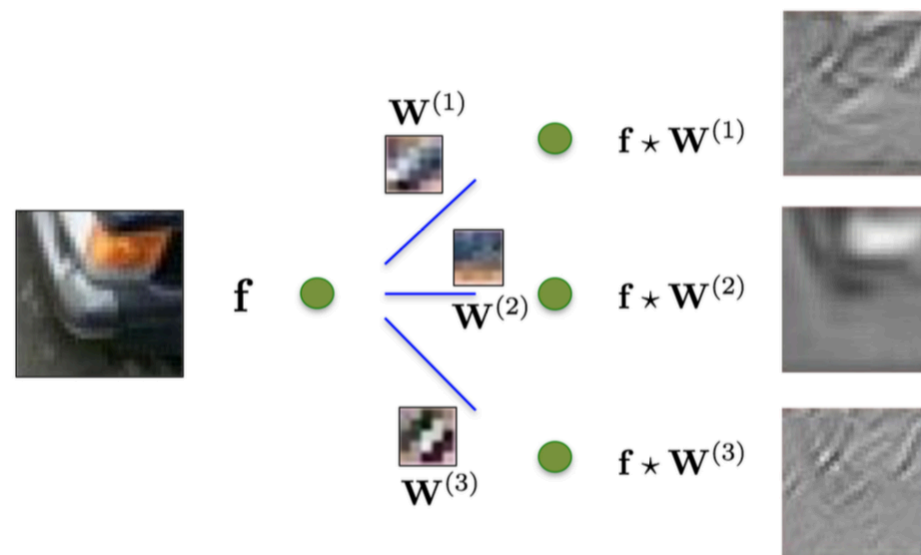 W^(1)
f ⋆ W^(1)
f
W^(2)
f ⋆ W^(2)
W^(3)
f ⋆ W^(3)